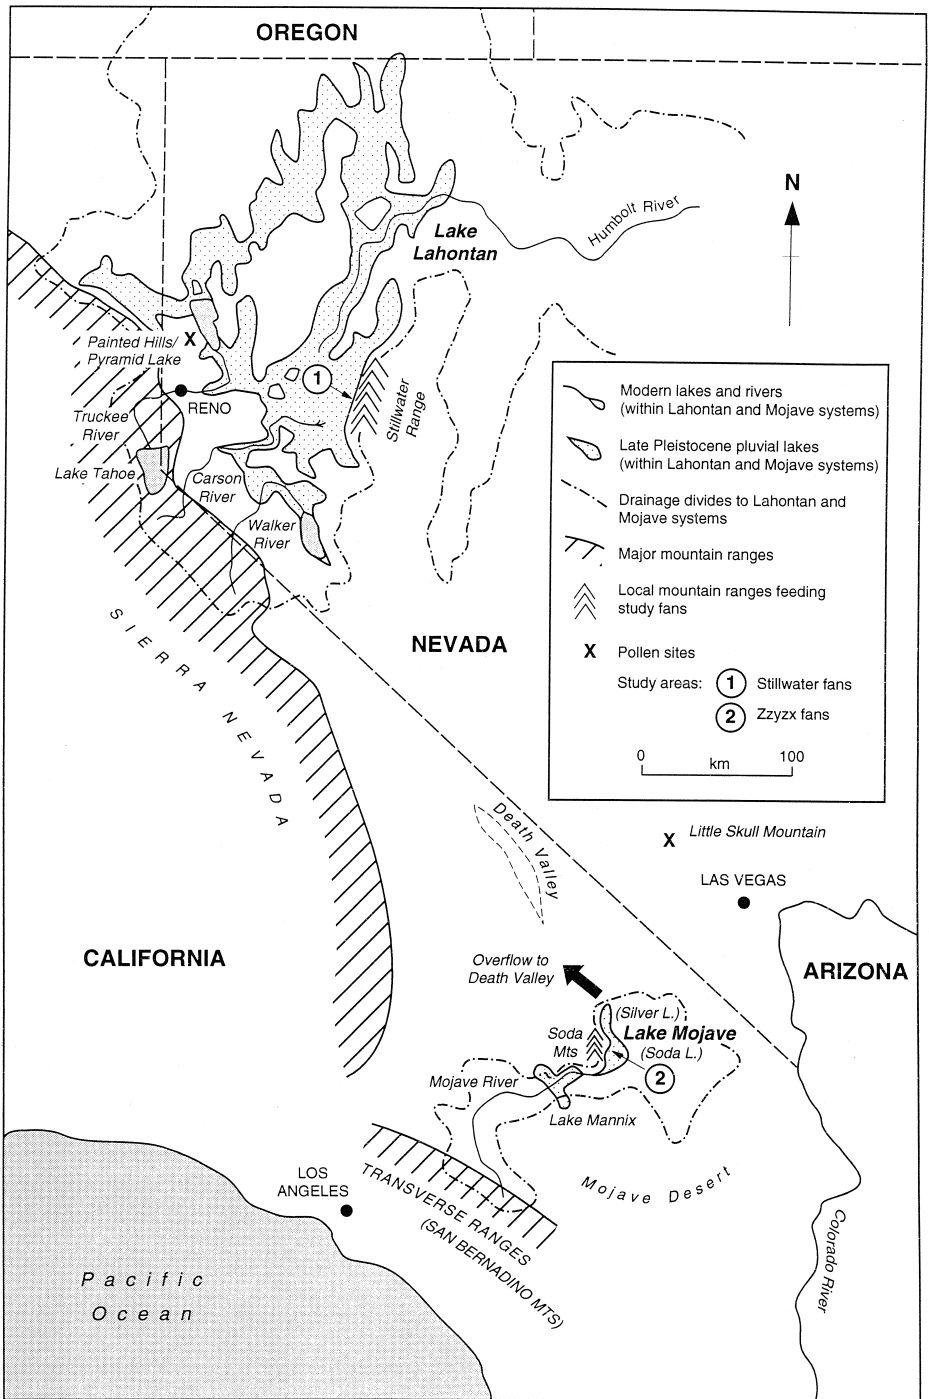 OREGON
N
Humbolt River
Lake
Lahontan
Painted Hills/
Pyramid Lake
X
1
Stillwater
Range
RENO
Truckee
River
Lake Tahoe
Carson
River
Walker
River
Modern lakes and rivers
(within Lahontan and Mojave systems)
Late Pleistocene pluvial lakes
(within Lahontan and Mojave systems)
Drainage divides to Lahontan and
Mojave systems
Major mountain ranges
Local mountain ranges feeding
study fans
X Pollen sites
Study areas: 1 Stillwater fans
2 Zzyzx fans
0 100
km
SIERRA NEVADA
NEVADA
Death Valley
X Little Skull Mountain
LAS VEGAS
CALIFORNIA
ARIZONA
Overflow to
Death Valley
(Silver L.)
Soda
Mts
Lake Mojave
(Soda L.)
2
Mojave River
Lake Mannix
Mojave Desert
LOS
ANGELES
TRANSVERSE RANGES
(SAN BERNADINO MTS)
Colorado River
Pacific
Ocean